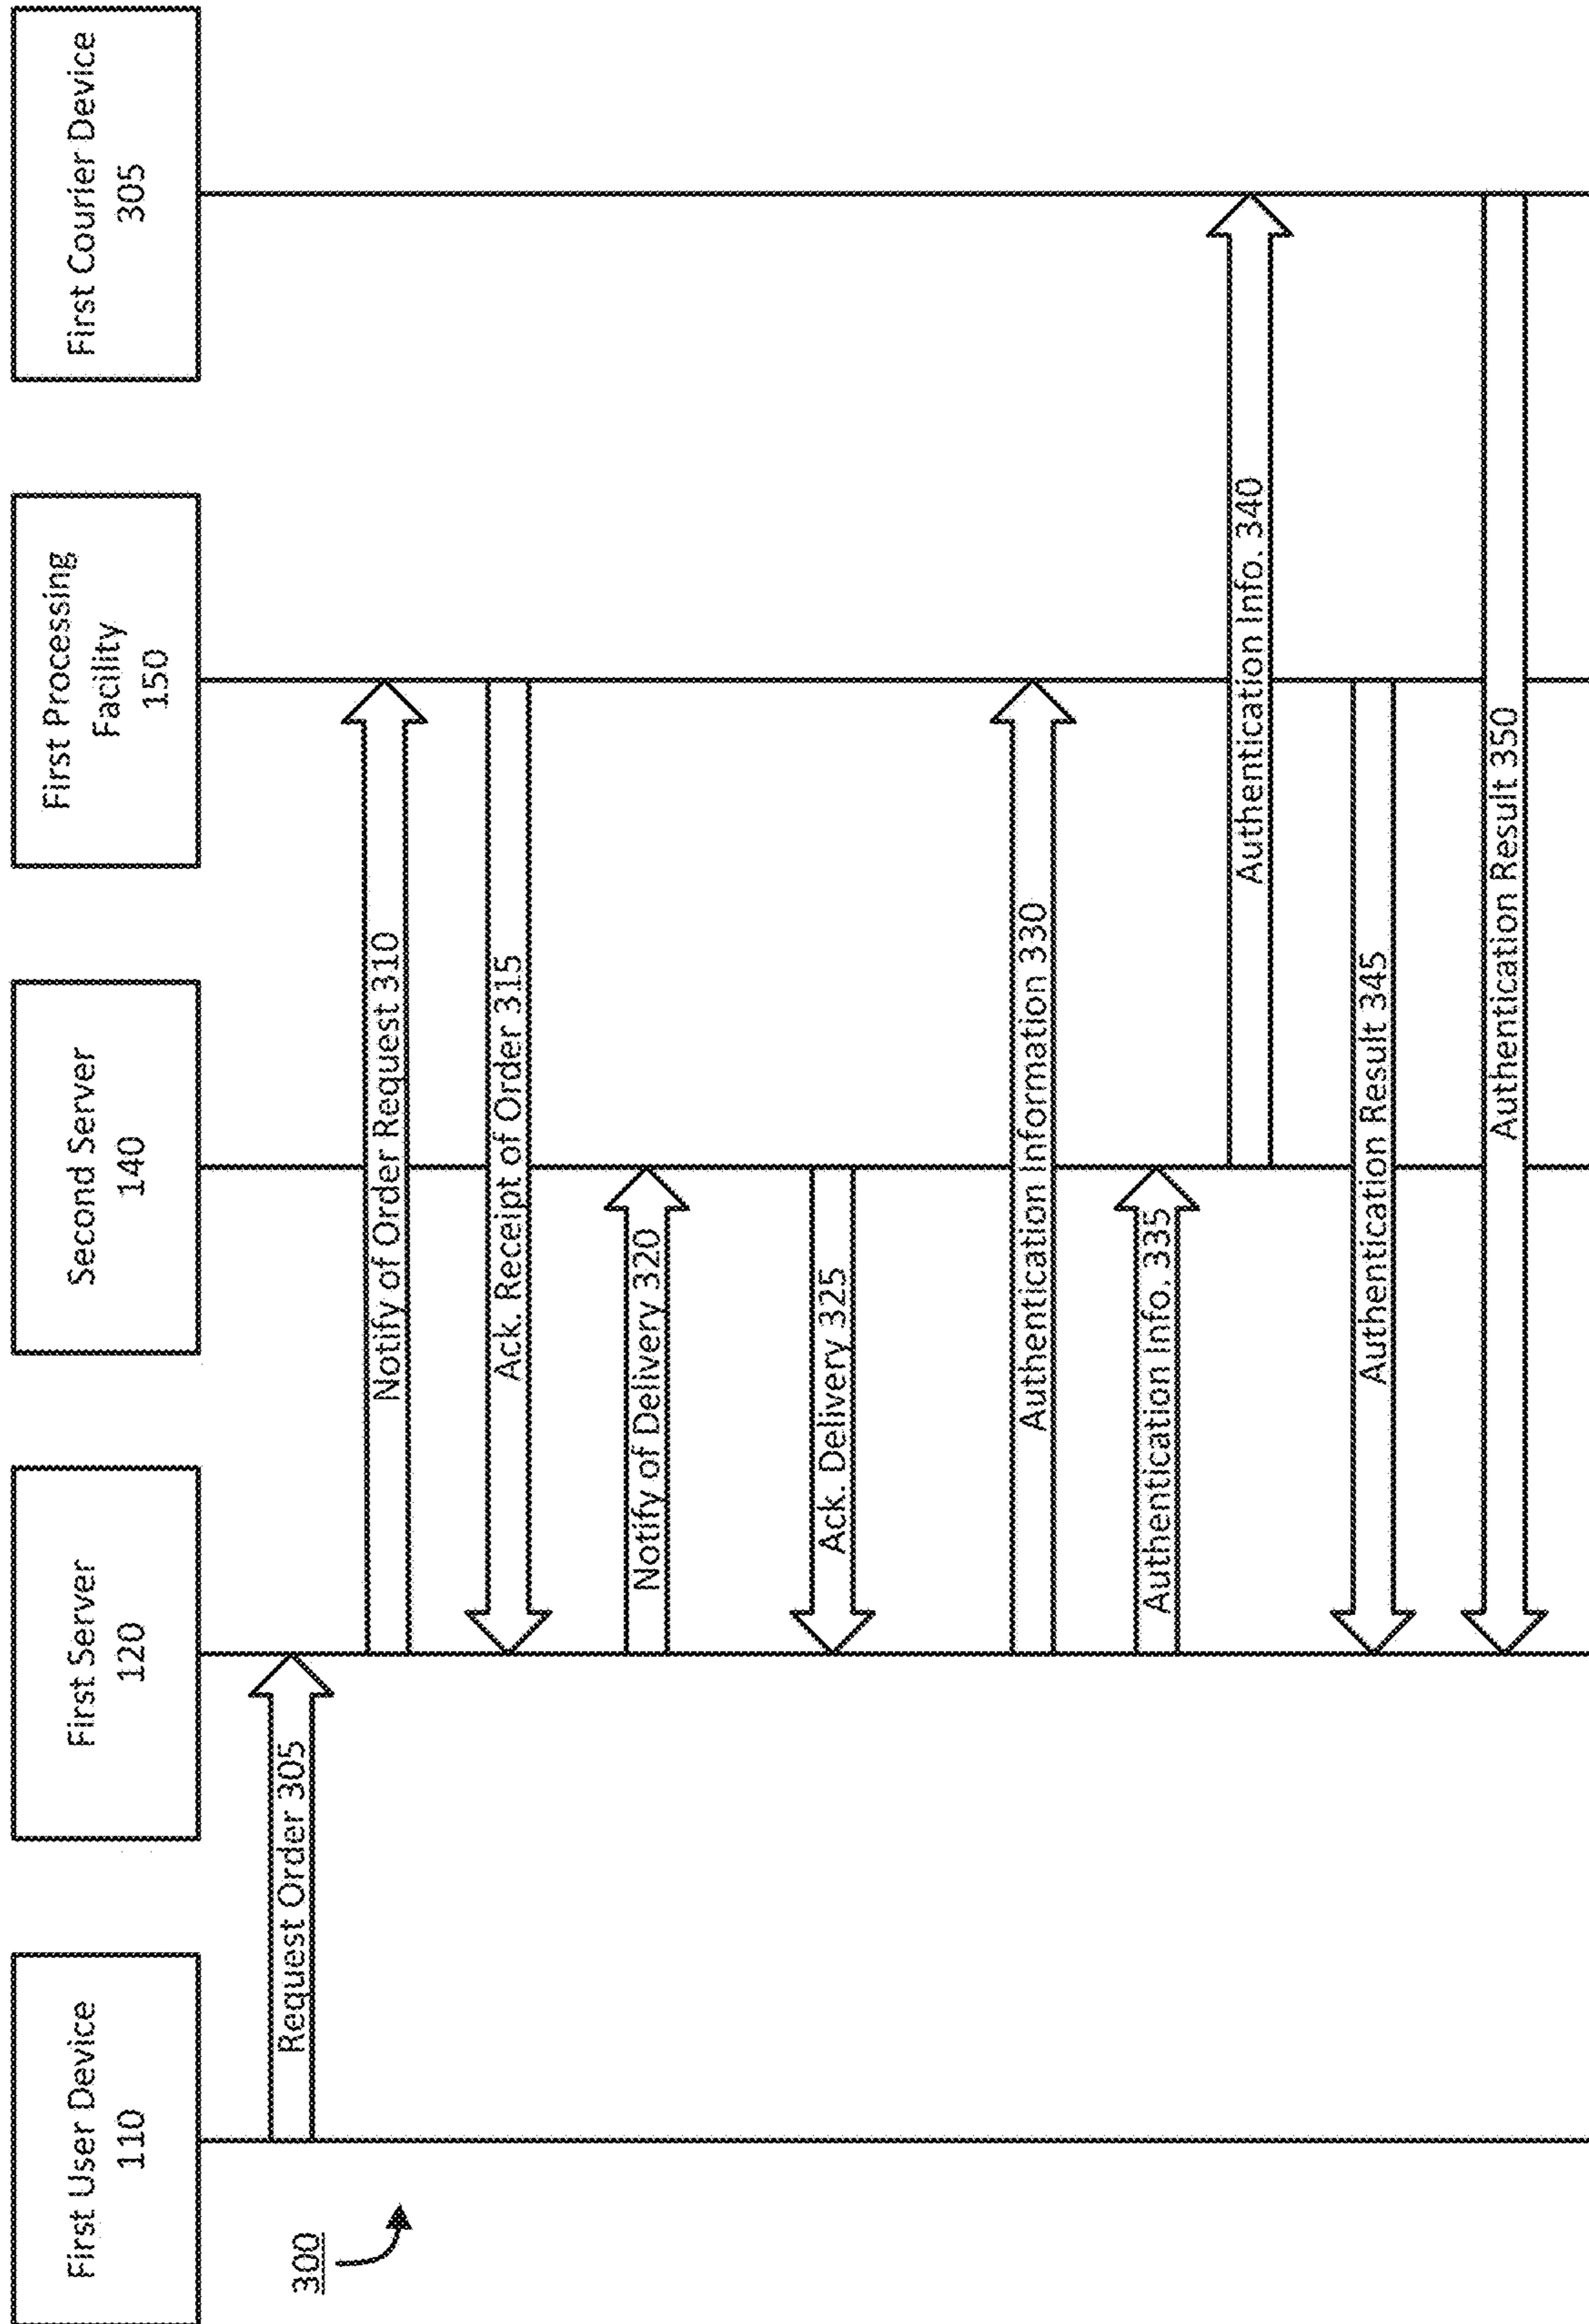 First User Device
110
First Server
120
Second Server
140
First Processing
Facility
150
First Courier Device
305
300
Request Order 305
Notify of Order Request 310
Ack. Receipt of Order 315
Notify of Delivery 320
Ack. Delivery 325
Authentication Information 330
Authentication Info. 335
Authentication Info. 340
Authentication Result 345
Authentication Result 350